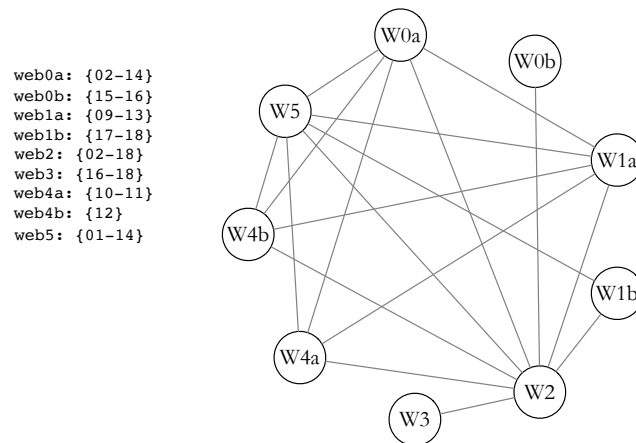 web0a: {02-14}
web0b: {15-16}
web1a: {09-13}
web1b: {17-18}
web2: {02-18}
web3: {16-18}
web4a: {10-11}
web4b: {12}
web5: {01-14}
W0a
W0b
W5
W1a
W4b
W1b
W4a
W2
W3